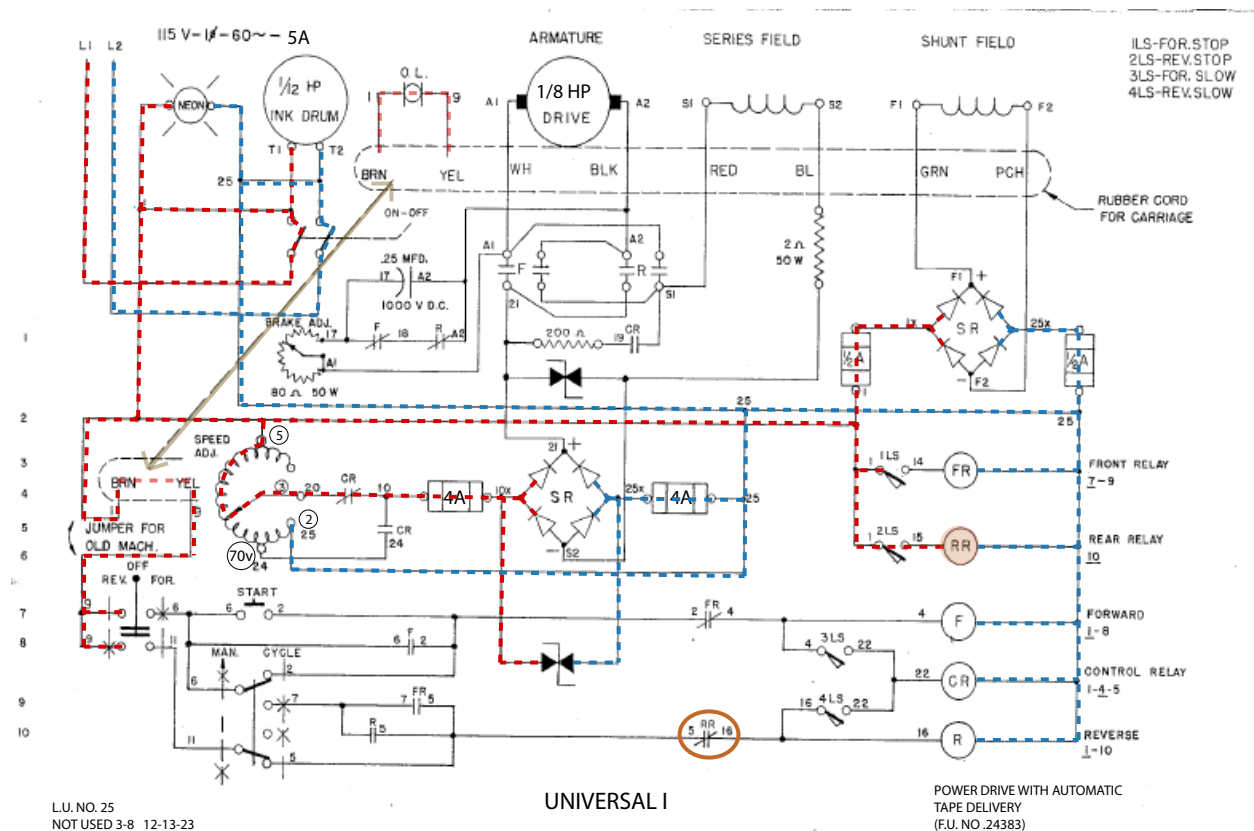 L1 L2
115 V-1ø-60~- 5A
ARMATURE
SERIES FIELD
SHUNT FIELD
1LS-FOR.STOP
2LS-REV.STOP
3LS-FOR. SLOW
4LS-REV.SLOW
NEON
1/12 HP
INK DRUM
T1 T2
O.L.
1 9
A1 1/8 HP A2
DRIVE
S1 S2
F1 F2
BRN YEL WH BLK RED BL GRN PCH
RUBBER CORD
FOR CARRIAGE
25
1
ON-OFF
.25 MFD.
17 A2
1000 V D.C.
A1 F A2 R
21 S1
2Ω
50 W
F1 +
SR
1x 25x
- F2
BRAKE ADJ.
17 F 18 R A2
A1
80 Ω 50 W
200 Ω 19 CR
1/2A 1/2A
1
1
2
25
25
SPEED
ADJ.
5
3
BRN YEL
1 9
4
3 20 CR 10 4A 10x
21 +
SR
25x 4A 25
- S2
CR
24
5
JUMPER FOR
OLD MACH.
2
25
6
70v
24
1 1LS 14 FR
FRONT RELAY
7-9
1 2LS 15 RR
REAR RELAY
10
OFF
REV. FOR.
START
7
9 6 6 2
2 FR 4
4 F
FORWARD
1-8
8
9 11
6 F 2
4 3LS 22
MAN. CYCLE
6 2
22 CR
CONTROL RELAY
1-4-5
9
7 7 FR 5
16 4LS 22
10
R 5
5 RR 16
16 R
REVERSE
1-10
11 5
L.U. NO. 25
NOT USED 3-8 12-13-23
UNIVERSAL I
POWER DRIVE WITH AUTOMATIC
TAPE DELIVERY
(F.U. NO .24383)